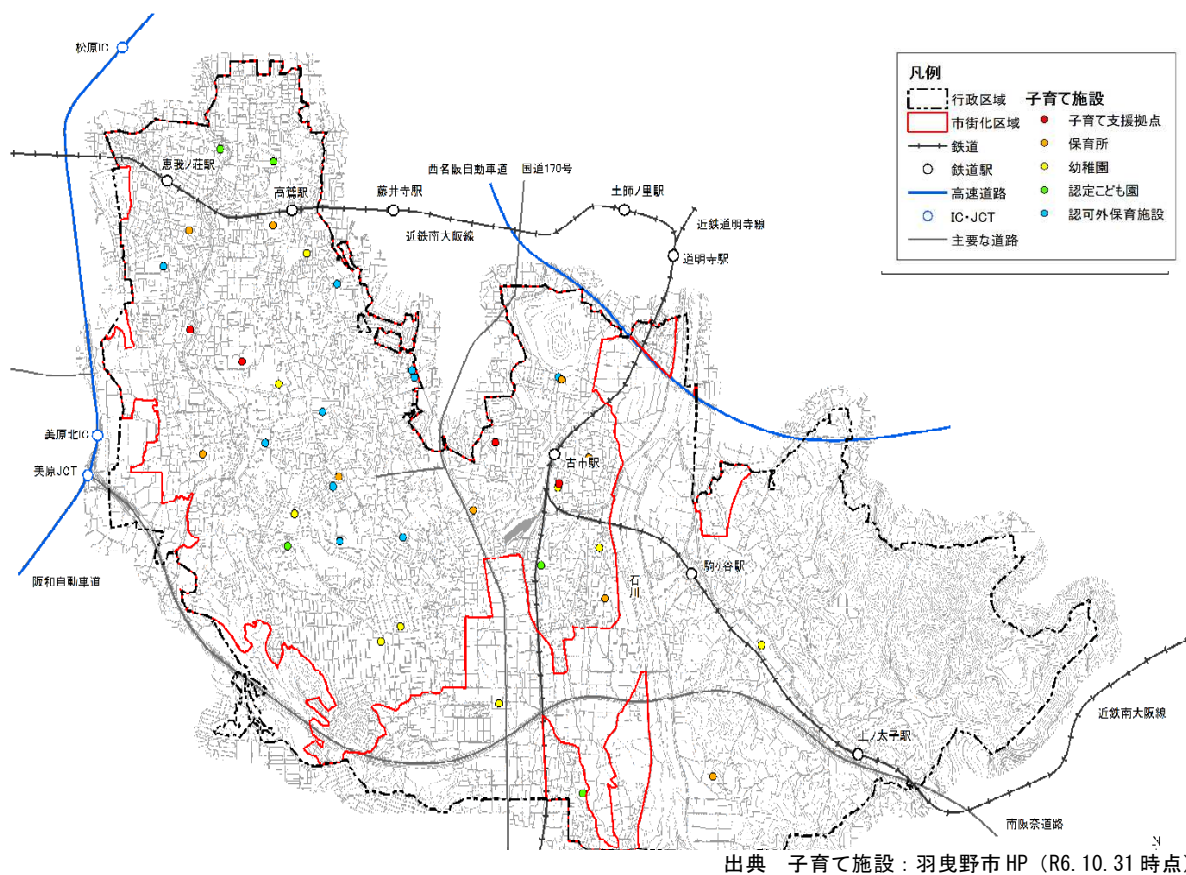 松原IC
恵我ノ荘駅
高鷲駅
藤井寺駅
西名阪自動車道
国道170号
土師ノ里駅
近鉄南大阪線
近鉄道明寺線
道明寺駅
凡例
行政区域
市街化区域
鉄道
鉄道駅
高速道路
IC・JCT
主要な道路
子育て施設
子育て支援拠点
保育所
幼稚園
認定こども園
認可外保育施設
美原北IC
美原JCT
古市駅
阪和自動車道
石川
駒ヶ谷駅
上ノ太子駅
近鉄南大阪線
南阪奈道路
出典 子育て施設：羽曳野市 HP（R6.10.31 時点）